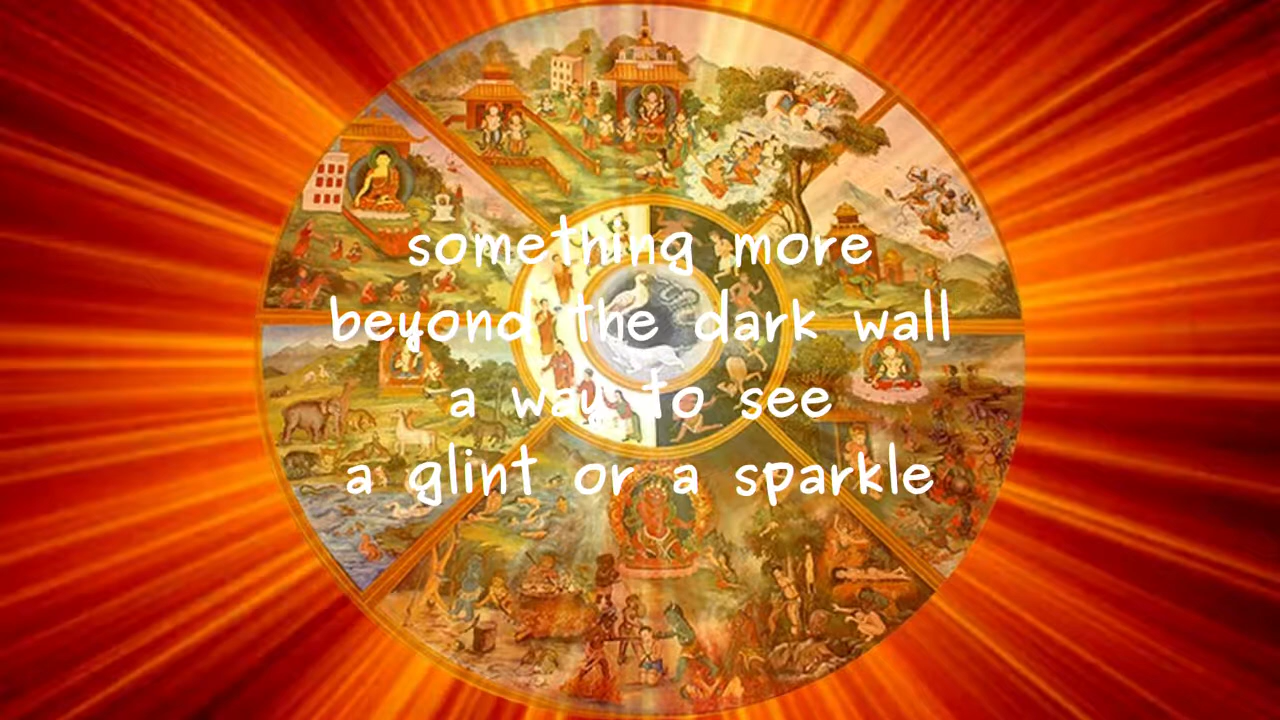 something more
beyond the dark wall
a way to see
a glint or a sparkle